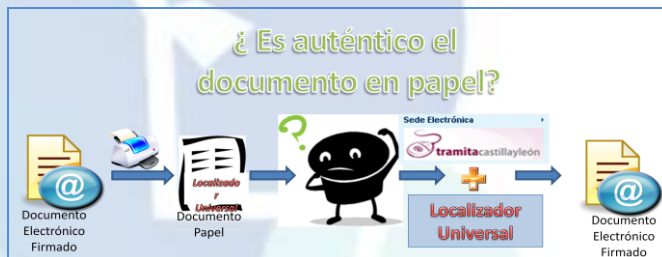 ¿ Es auténtico el
documento en papel?
Sede Electrónica
tramitacastillayleón
Localizado
r
Universal
Localizador
Universal
Documento
Electrónico
Firmado
Documento
Papel
Documento
Electrónico
Firmado